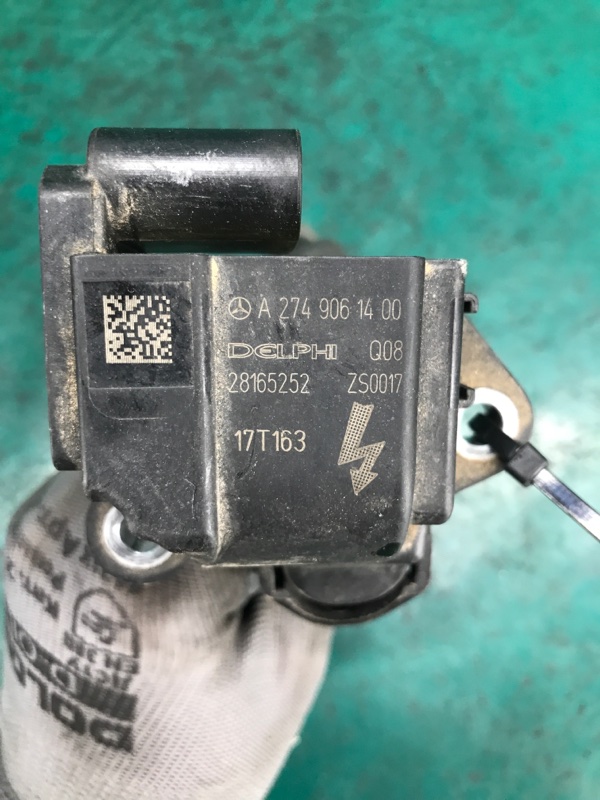 A 274 906 14 00
DELPHI Q08
28165252 ZS0017
17T163